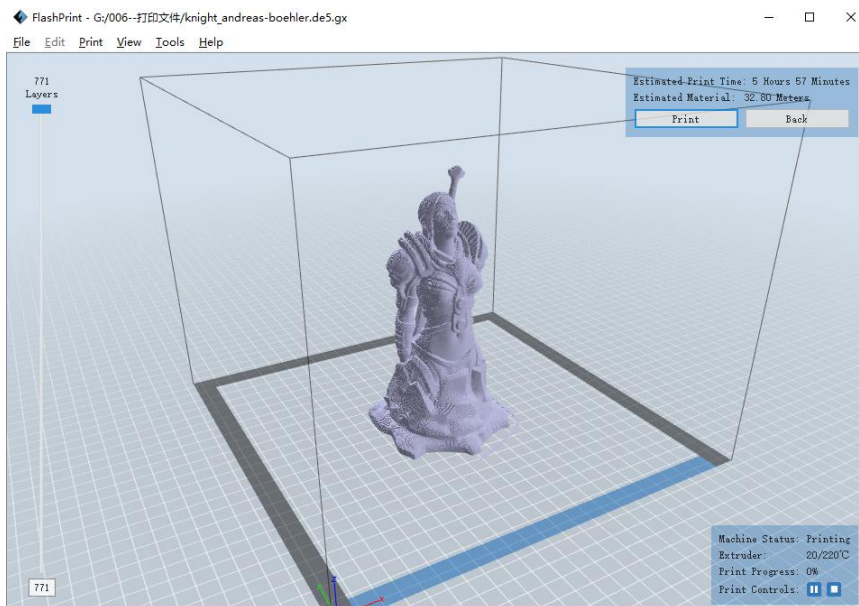 FlashPrint - G:/006--打印文件/knight_andreas-boehler.de5.gx
File Edit Print View Tools Help
771
Layers
Estimated Print Time: 5 Hours 57 Minutes
Estimated Material: 32.80 Meters
Print Back
Machine Status: Printing
Extruder: 20/220℃
Print Progress: 0%
Print Controls:
771
z
y
x